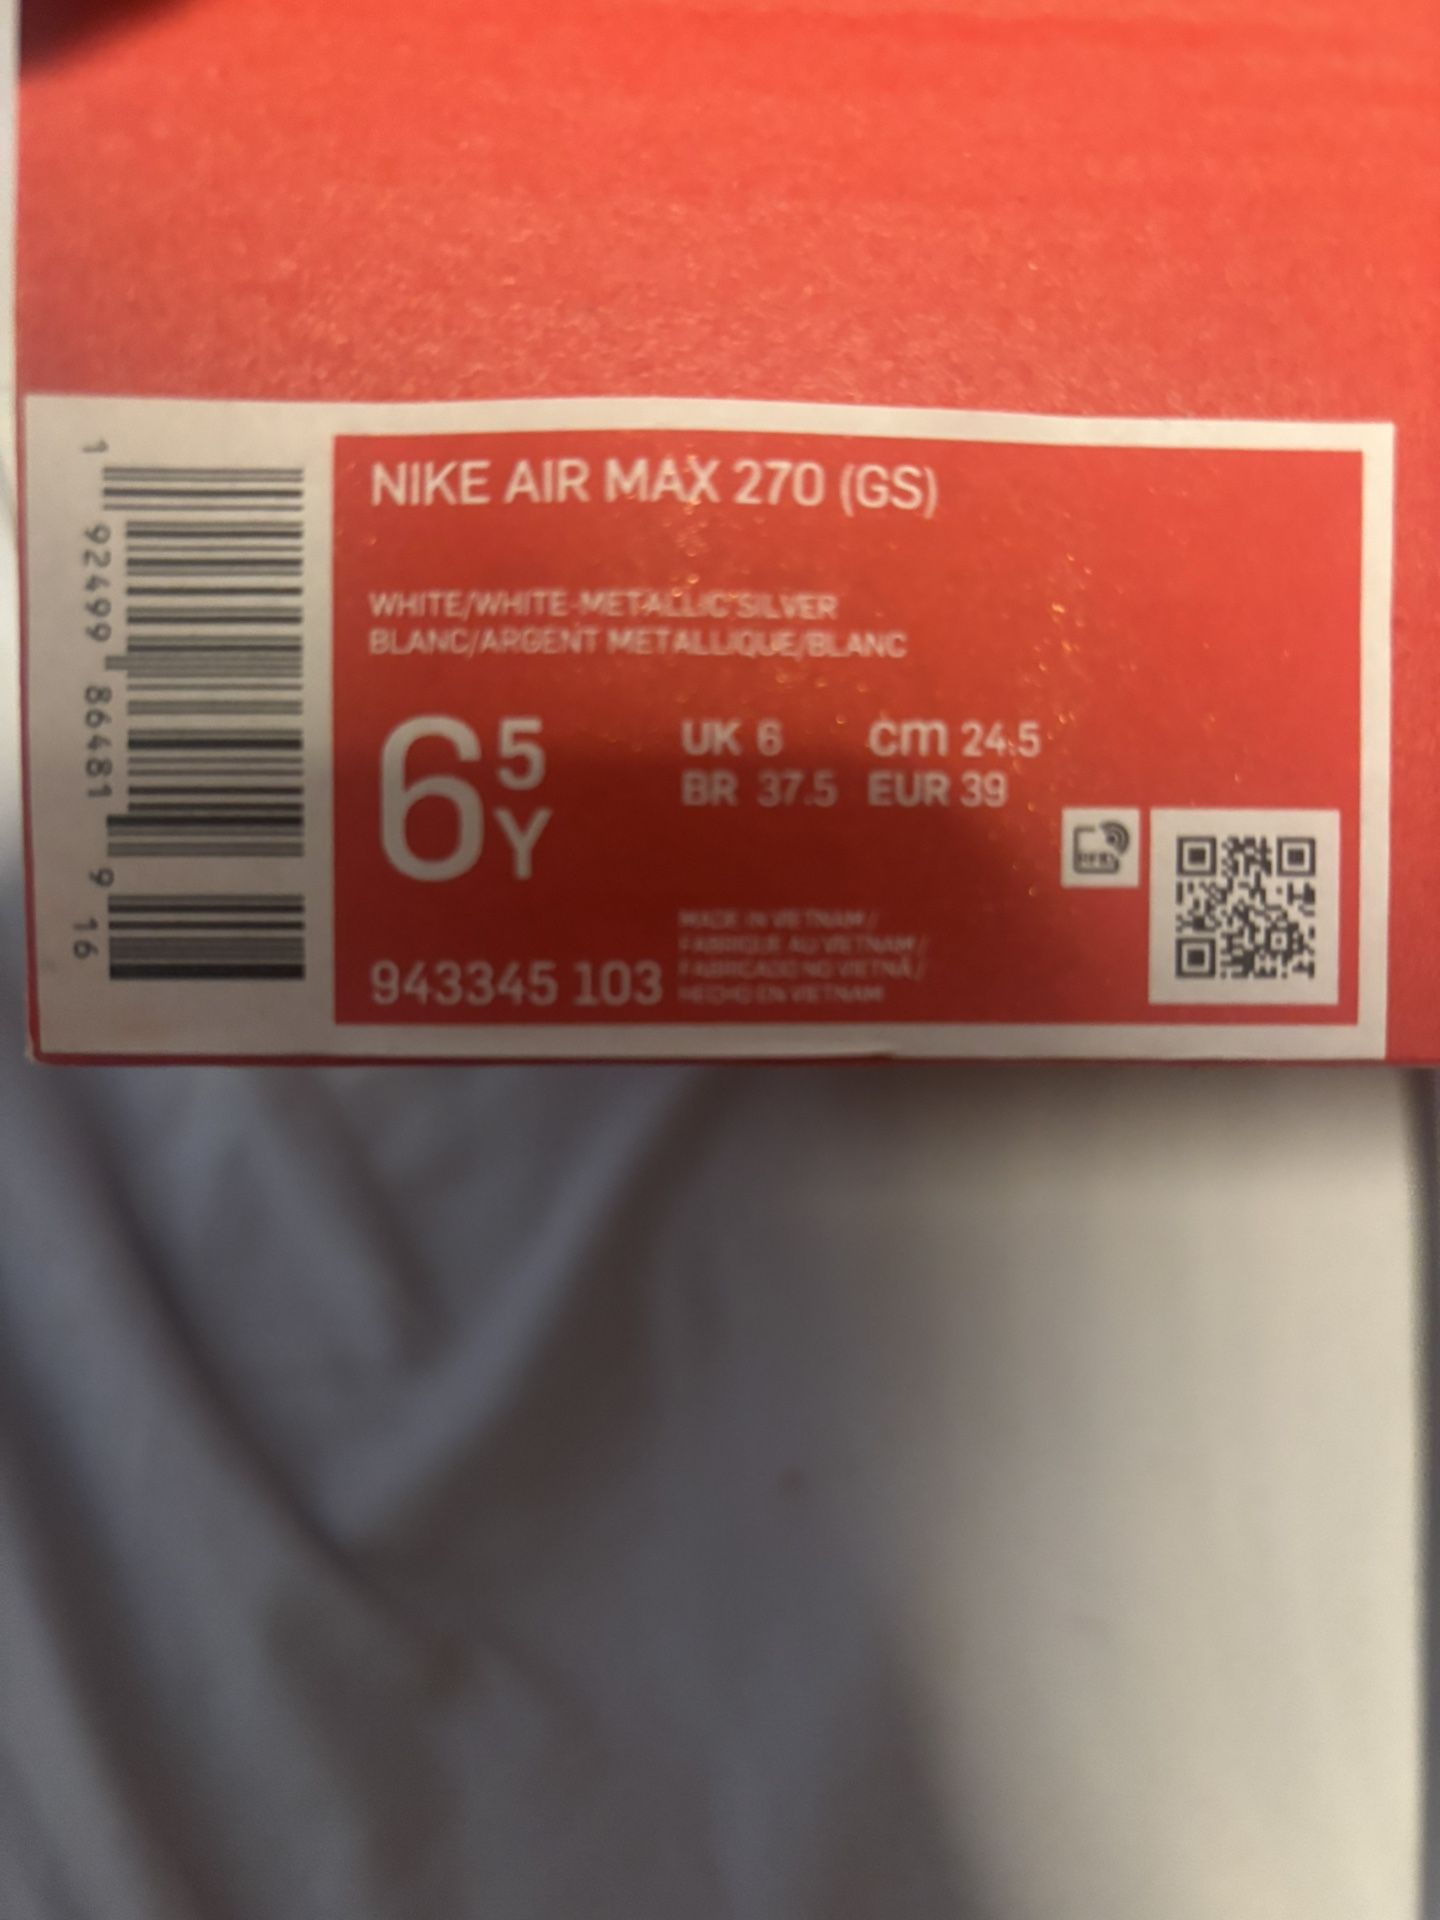 NIKE AIR MAX 270 (GS)
WHITE/WHITE-METALLIC SILVER
BLANC/ARGENT METALLIQUE/BLANC
6 5 Y
UK 6 cm 24.5
BR 37.5 EUR 39
943345 103
MADE IN VIETNAM /
FABRIQUE AU VIETNAM /
FABRICADO NO VIETNÃ /
HECHO EN VIETNAM
RFID
1 92499 86481 9 16